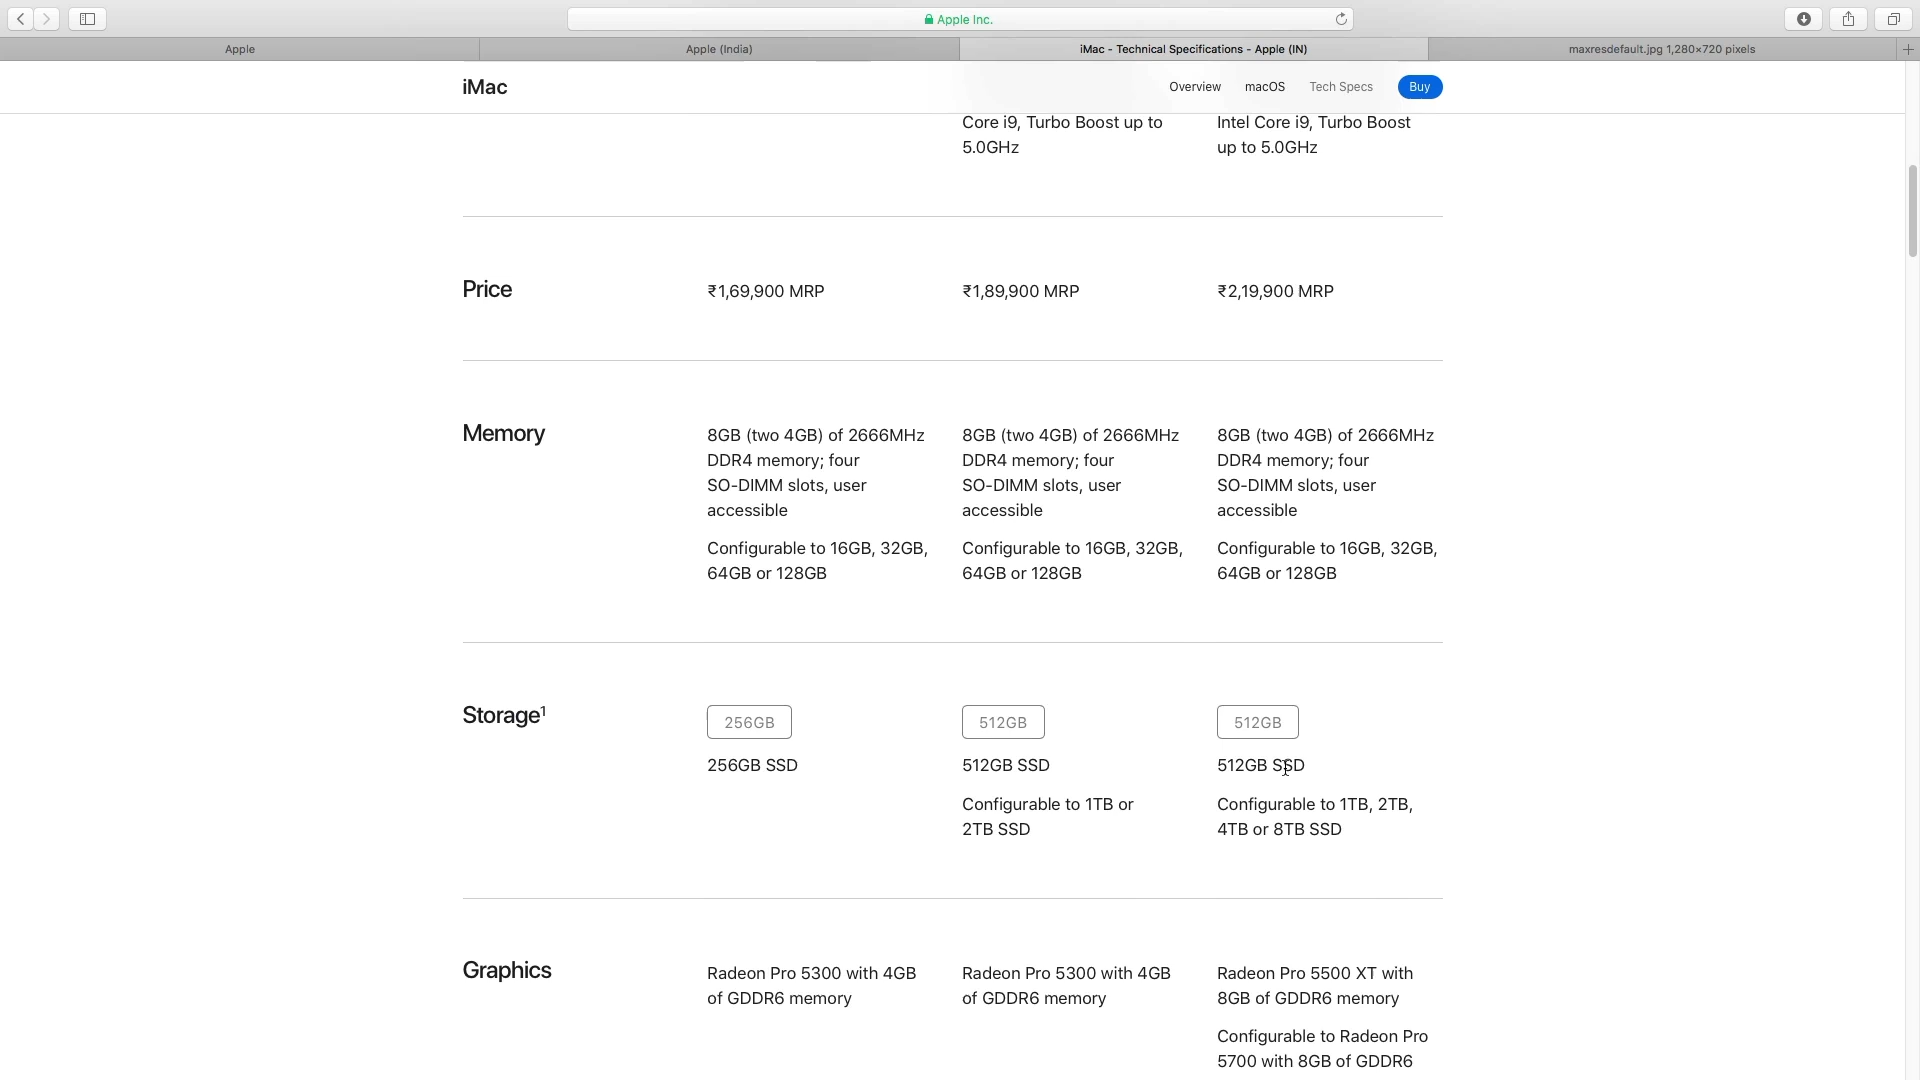 Apple Inc.
Apple
Apple (India)
iMac - Technical Specifications - Apple (IN)
maxresdefault.jpg 1,280×720 pixels
iMac
Overview
macOS
Tech Specs
Buy
Core i9, Turbo Boost up to
5.0GHz
Intel Core i9, Turbo Boost
up to 5.0GHz
Price
₹1,69,900 MRP
₹1,89,900 MRP
₹2,19,900 MRP
Memory
8GB (two 4GB) of 2666MHz
DDR4 memory; four
SO-DIMM slots, user
accessible
Configurable to 16GB, 32GB,
64GB or 128GB
8GB (two 4GB) of 2666MHz
DDR4 memory; four
SO-DIMM slots, user
accessible
Configurable to 16GB, 32GB,
64GB or 128GB
8GB (two 4GB) of 2666MHz
DDR4 memory; four
SO-DIMM slots, user
accessible
Configurable to 16GB, 32GB,
64GB or 128GB
Storage¹
256GB
256GB SSD
512GB
512GB SSD
Configurable to 1TB or
2TB SSD
512GB
512GB SSD
Configurable to 1TB, 2TB,
4TB or 8TB SSD
Graphics
Radeon Pro 5300 with 4GB
of GDDR6 memory
Radeon Pro 5300 with 4GB
of GDDR6 memory
Radeon Pro 5500 XT with
8GB of GDDR6 memory
Configurable to Radeon Pro
5700 with 8GB of GDDR6